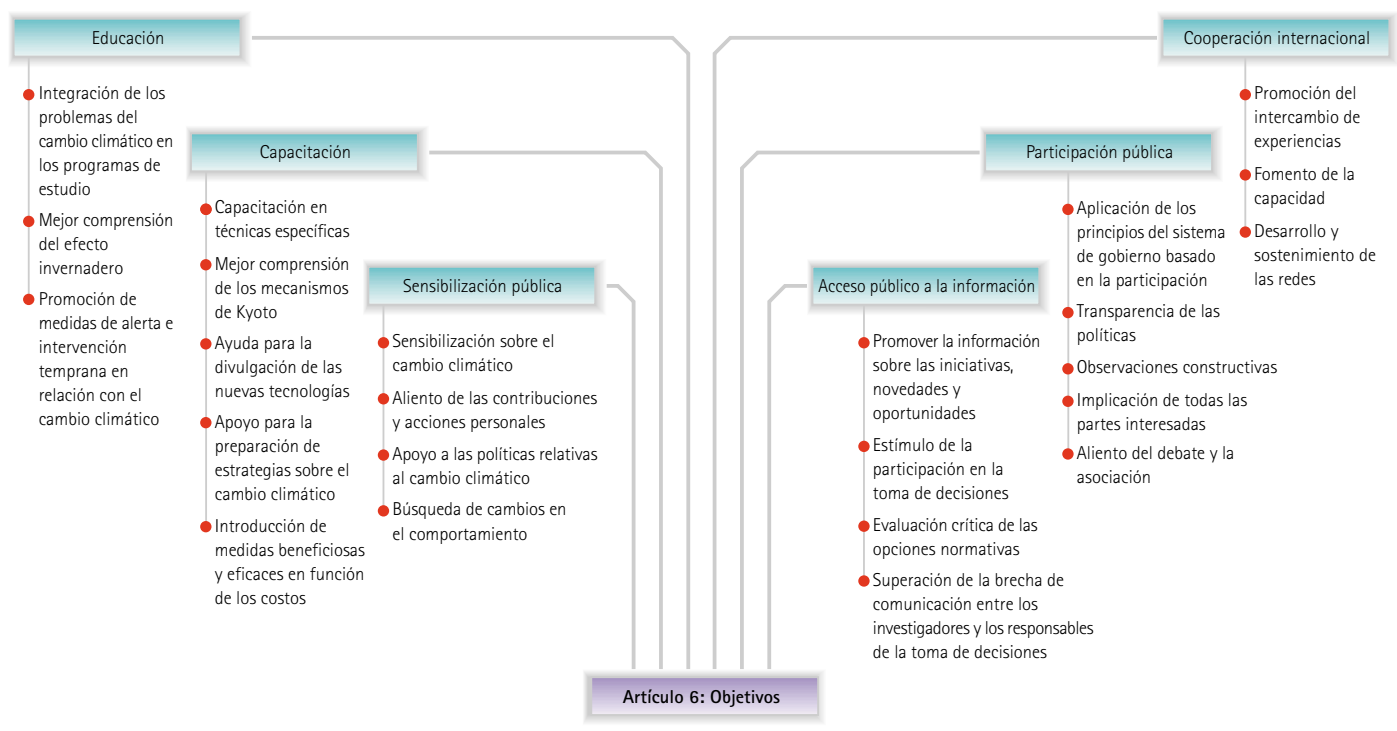 Educación
Integración de los
problemas del
cambio climático en
los programas de
estudio
Mejor comprensión
del efecto
invernadero
Promoción de
medidas de alerta e
intervención
temprana en
relación con el
cambio climático
Capacitación
Capacitación en
técnicas específicas
Mejor comprensión
de los mecanismos
de Kyoto
Ayuda para la
divulgación de las
nuevas tecnologías
Apoyo para la
preparación de
estrategias sobre el
cambio climático
Introducción de
medidas beneficiosas
y eficaces en función
de los costos
Sensibilización pública
Sensibilización sobre el
cambio climático
Aliento de las contribuciones
y acciones personales
Apoyo a las políticas relativas
al cambio climático
Búsqueda de cambios en
el comportamiento
Acceso público a la información
Promover la información
sobre las iniciativas,
novedades y
oportunidades
Estímulo de la
participación en la
toma de decisiones
Evaluación crítica de las
opciones normativas
Superación de la brecha de
comunicación entre los
investigadores y los responsables
de la toma de decisiones
Participación pública
Aplicación de los
principios del sistema
de gobierno basado
en la participación
Transparencia de las
políticas
Observaciones constructivas
Implicación de todas las
partes interesadas
Aliento del debate y la
asociación
Cooperación internacional
Promoción del
intercambio de
experiencias
Fomento de la
capacidad
Desarrollo y
sostenimiento de
las redes
Artículo 6: Objetivos